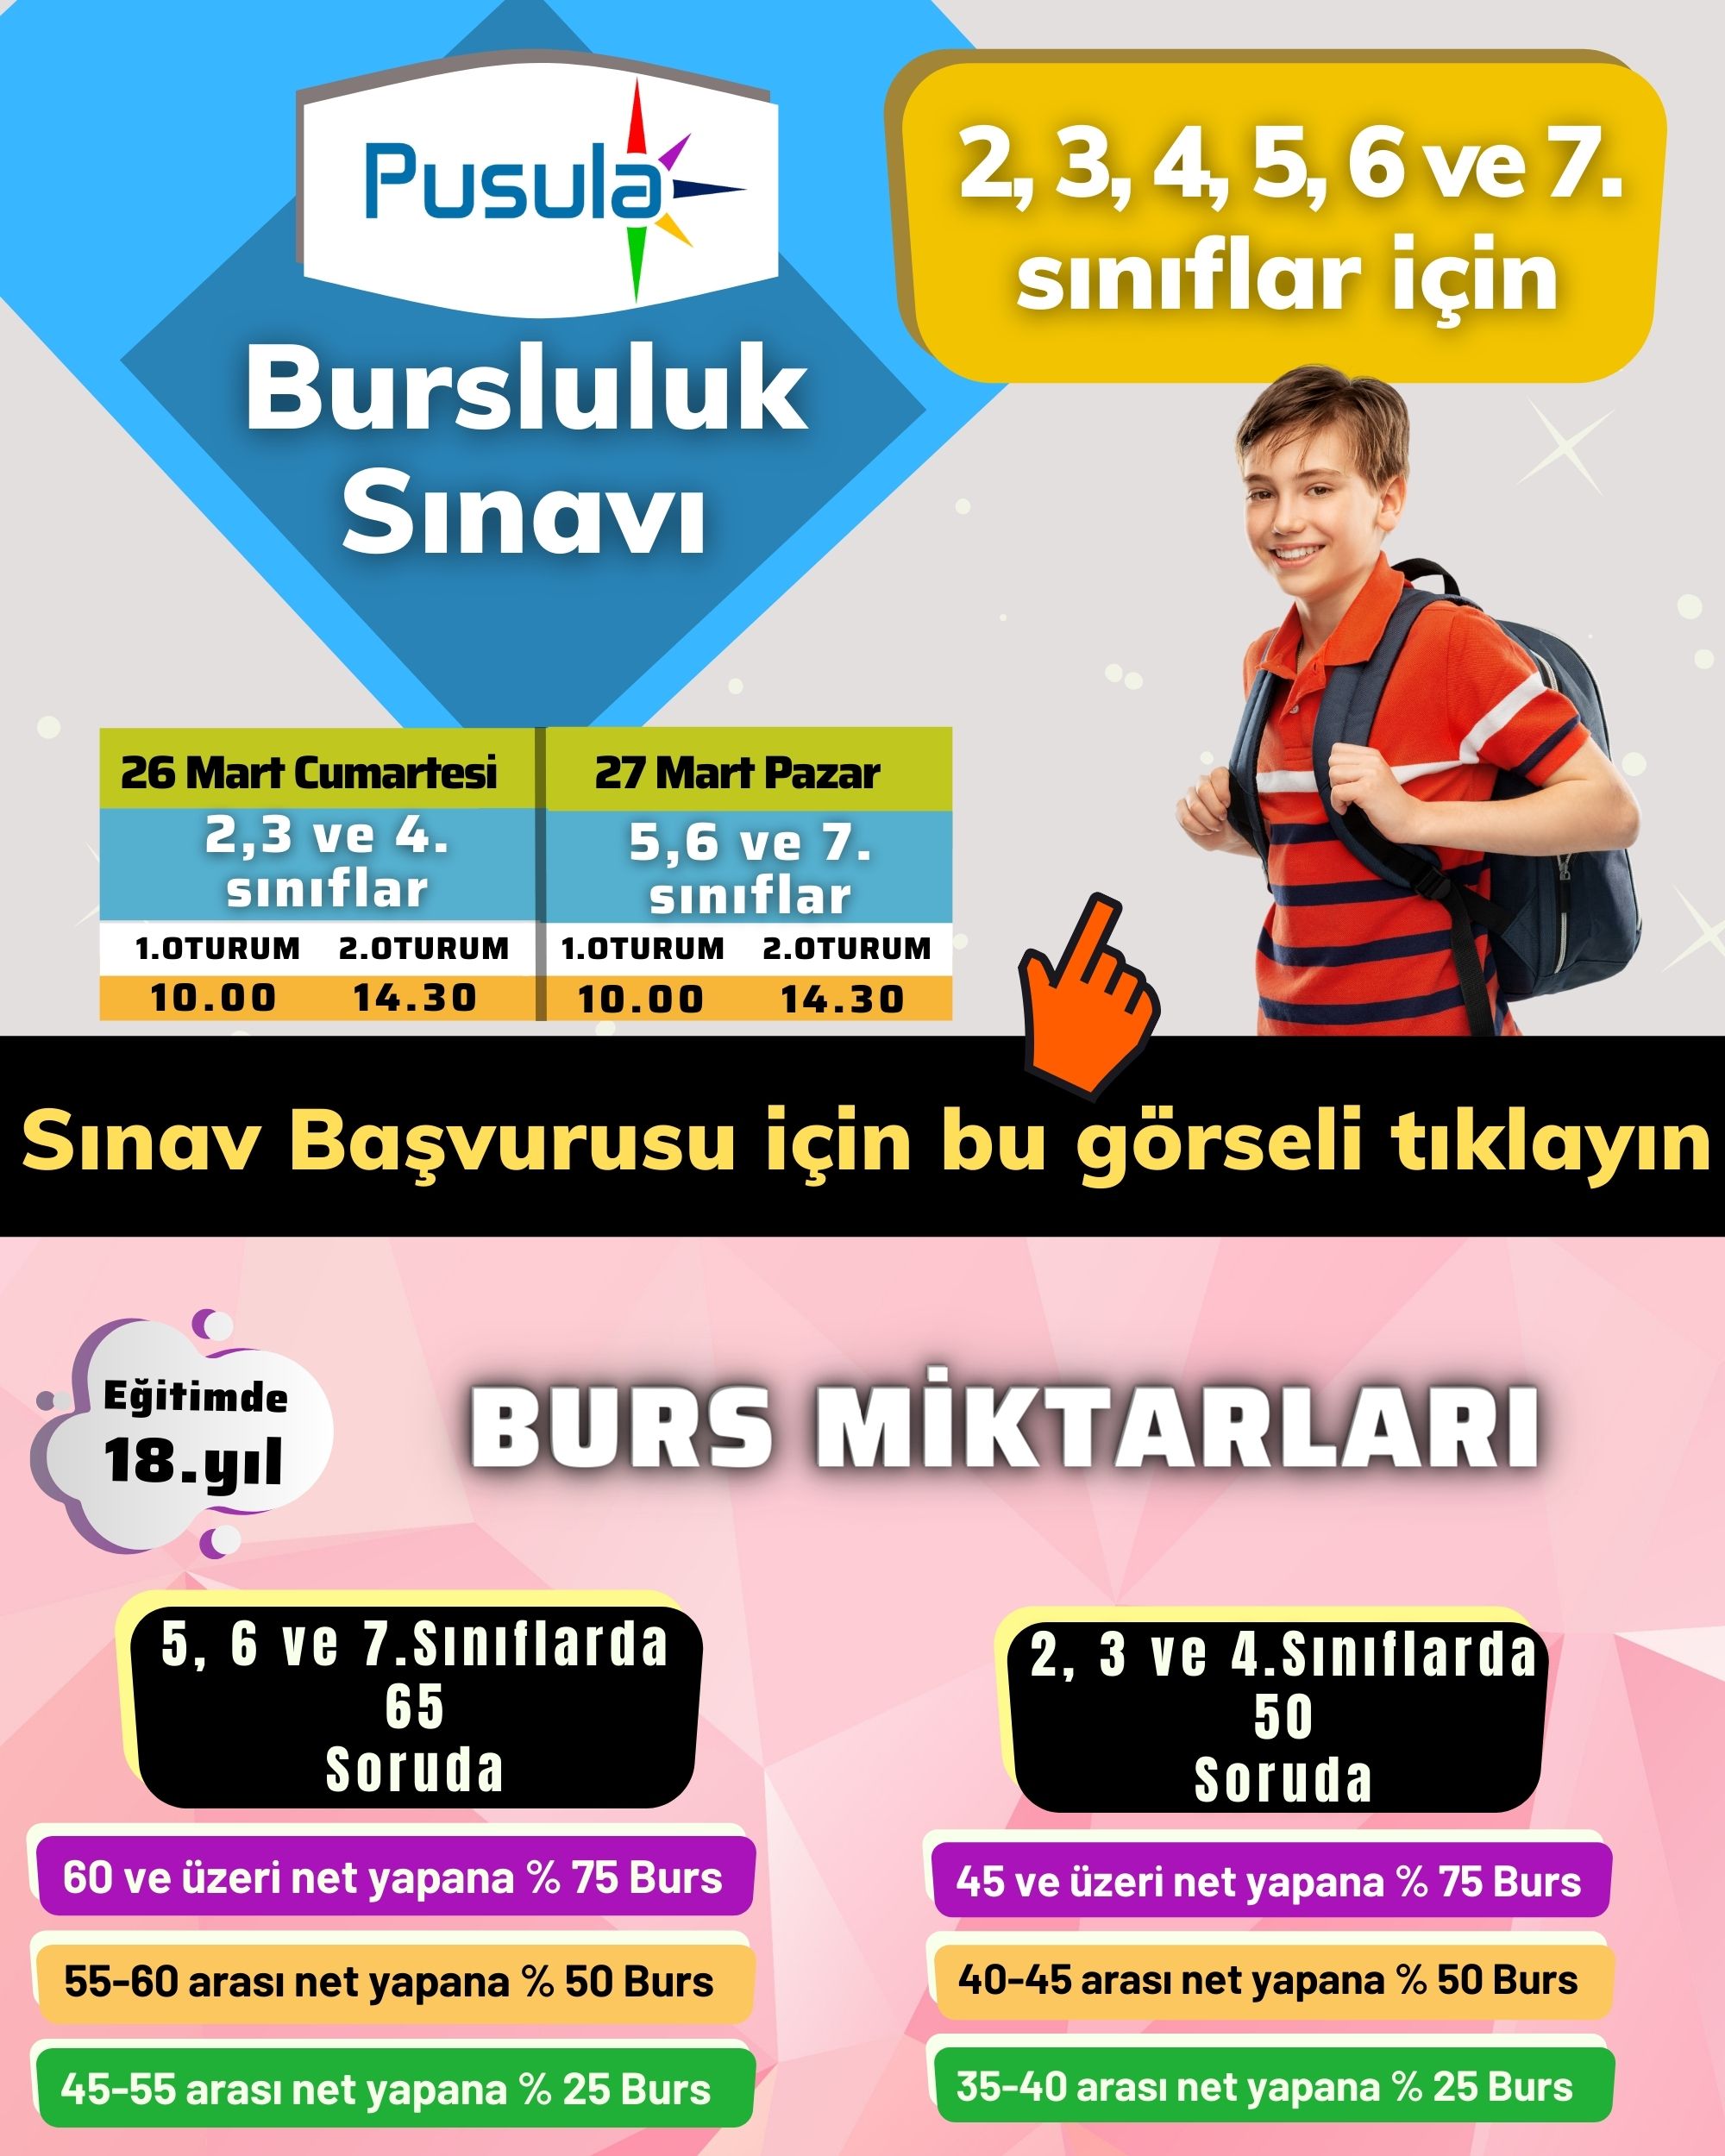 Pusula
Bursluluk
Sınavı
2, 3, 4, 5, 6 ve 7.
sınıflar için
26 Mart Cumartesi
2,3 ve 4.
sınıflar
1.OTURUM 2.OTURUM
10.00 14.30
27 Mart Pazar
5,6 ve 7.
sınıflar
1.OTURUM 2.OTURUM
10.00 14.30
Sınav Başvurusu için bu görseli tıklayın
Eğitimde
18.yıl
BURS MİKTARLARI
5, 6 ve 7.Sınıflarda
65
Soruda
60 ve üzeri net yapana % 75 Burs
55-60 arası net yapana % 50 Burs
45-55 arası net yapana % 25 Burs
2, 3 ve 4.Sınıflarda
50
Soruda
45 ve üzeri net yapana % 75 Burs
40-45 arası net yapana % 50 Burs
35-40 arası net yapana % 25 Burs